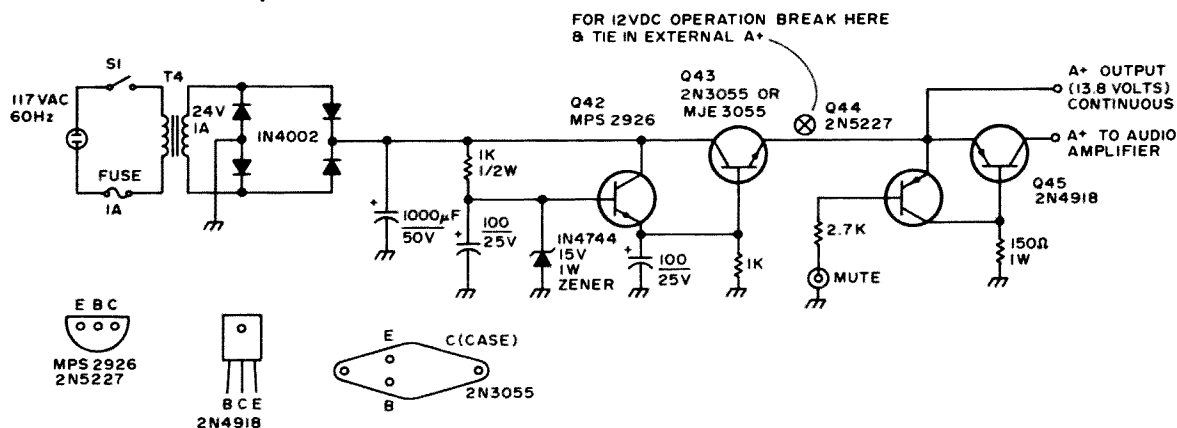 FOR 12VDC OPERATION BREAK HERE
& TIE IN EXTERNAL A+
S1
T4
117 VAC
60Hz
24V
1A
1N4002
FUSE
1A
1K
1/2W
+
1000µF
50V
+
100
25V
1N4744
15V
1W
ZENER
Q42
MPS 2926
+
100
25V
Q43
2N3055 OR
MJE 3055
1K
Q44
2N5227
2.7K
MUTE
A+ OUTPUT
(13.8 VOLTS)
CONTINUOUS
A+ TO AUDIO
AMPLIFIER
Q45
2N4918
150Ω
1W
E B C
MPS 2926
2N5227
B C E
2N4918
E
C(CASE)
B
2N3055